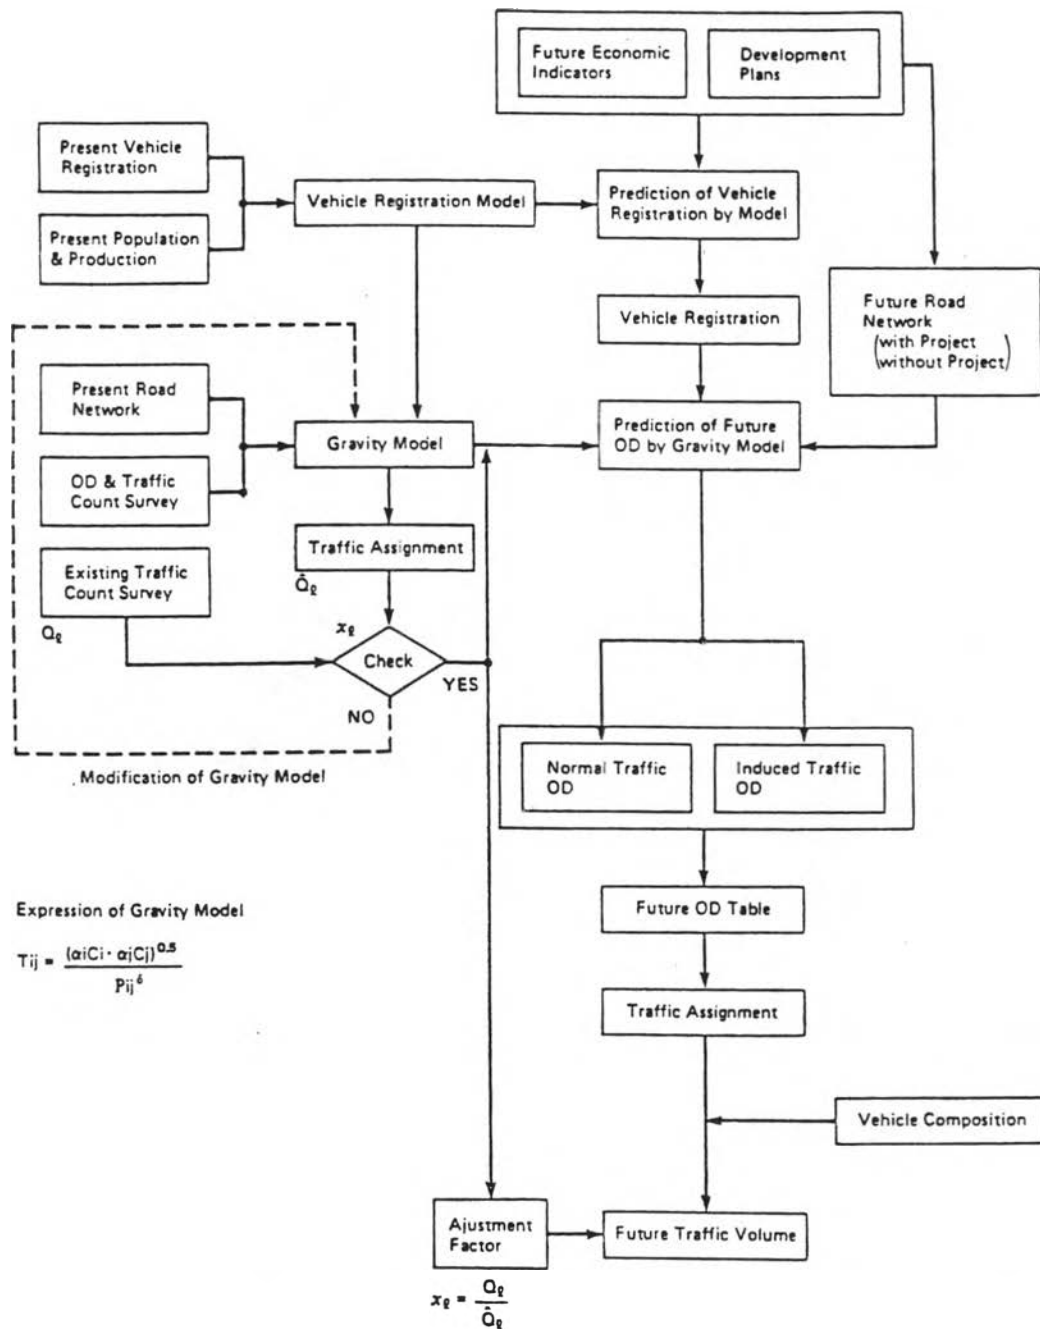 Future Economic
Indicators
Development
Plans
Present Vehicle
Registration
Present Population
& Production
Vehicle Registration Model
Prediction of Vehicle
Registration by Model
Vehicle Registration
Future Road
Network
(with Project
without Project)
Present Road
Network
OD & Traffic
Count Survey
Gravity Model
Prediction of Future
OD by Gravity Model
Traffic Assignment
Q̂ℓ
Existing Traffic
Count Survey
Qℓ
xℓ
Check
YES
NO
Modification of Gravity Model
Normal Traffic
OD
Induced Traffic
OD
Future OD Table
Expression of Gravity Model
Tij = (αiCi · αjCj)^0.5 / Pij^δ
Traffic Assignment
Vehicle Composition
Ajustment
Factor
Future Traffic Volume
xℓ = Qℓ / Q̂ℓ